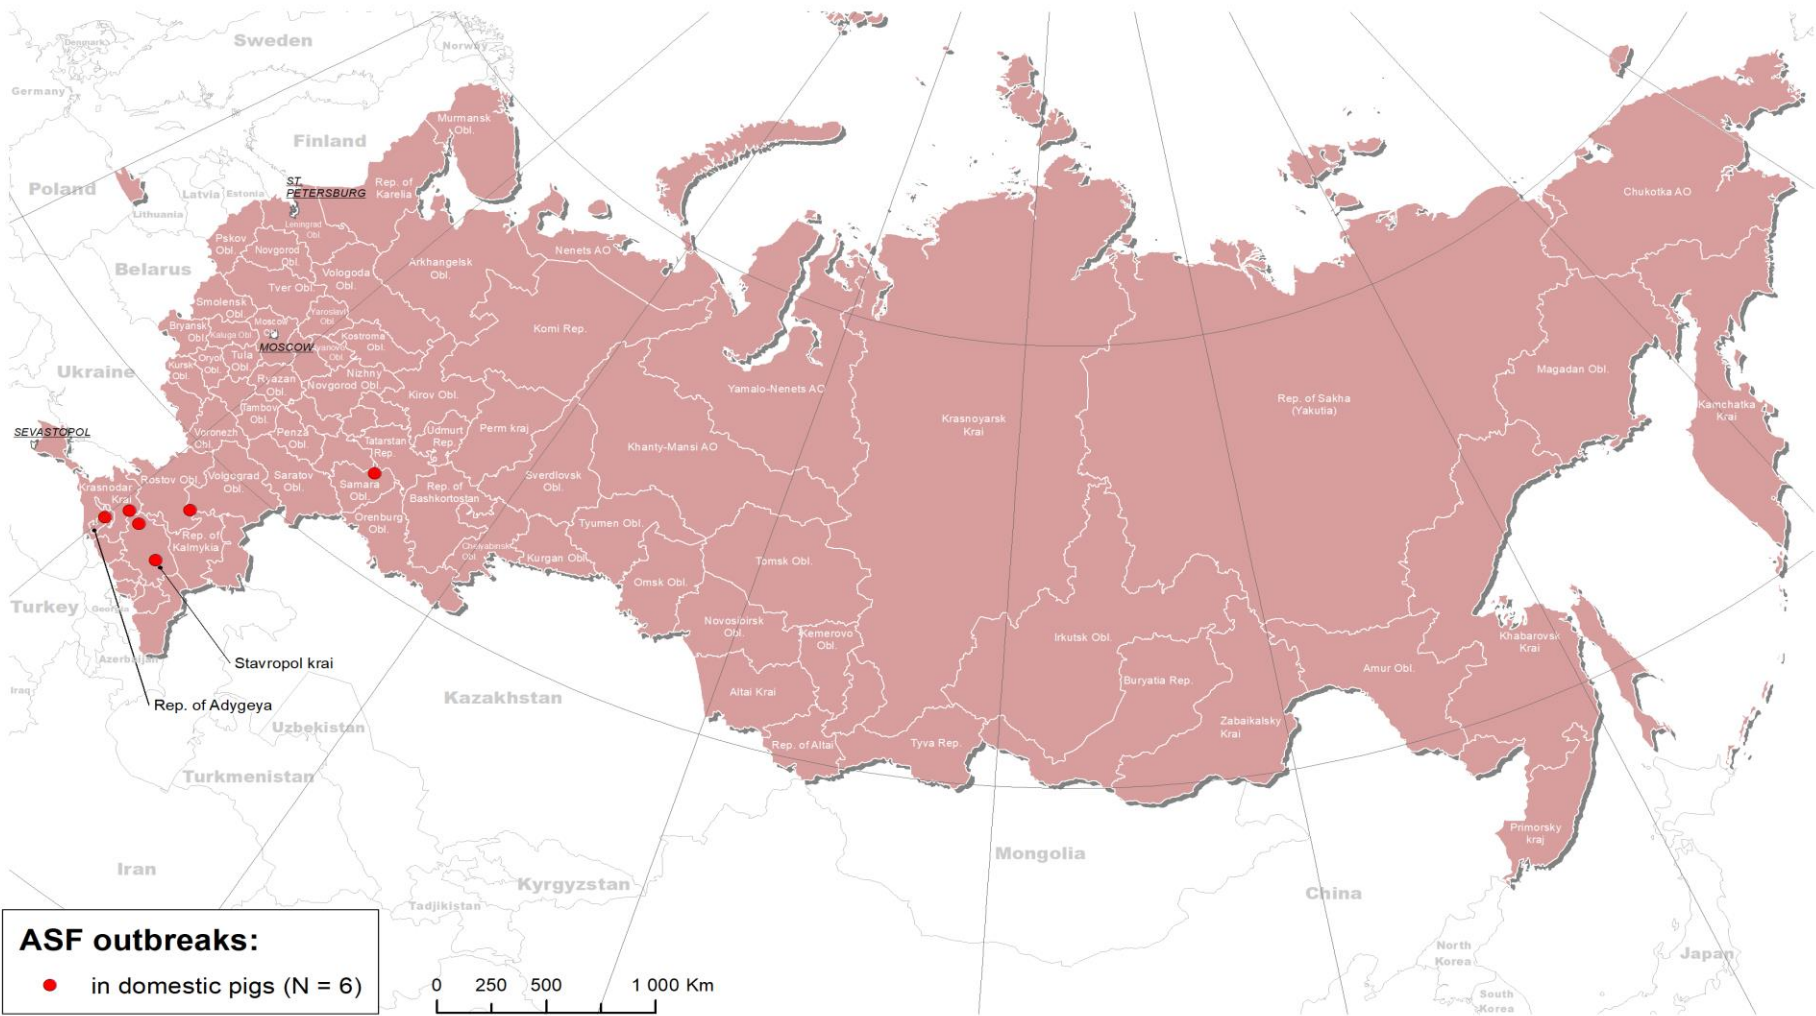 Sweden
Norway
Denmark
Germany
Finland
Murmansk
Obl.
Poland
Latvia
Estonia
Lithuania
ST.
PETERSBURG
Rep. of
Karelia
Leningrad
Obl.
Pskov
Obl.
Novgorod
Obl.
Nenets AO
Arkhangelsk
Obl.
Vologoda
Obl.
Chukotka AO
Belarus
Tver Obl.
Smolensk
Obl.
Yaroslavl
Obl.
Moscow
Bryansk
Obl.
Kaluga Obl.
MOSCOW
Obl.
Kostroma
Obl.
Komi Rep.
Ukraine
Oryol
Obl.
Tula
Obl.
Kursk
Obl.
Ryazan
Obl.
Nizhny
Novgorod Obl.
Kirov Obl.
Yamalo-Nenets AO
Magadan Obl.
Rep. of Sakha
(Yakutia)
Kamchatka
Krai
Krasnoyarsk
Krai
Tambov
Obl.
SEVASTOPOL
Voronezh
Obl.
Penza
Obl.
Tatarstan
Rep.
Udmurt
Rep.
Perm kraj
Khanty-Mansi AO
Krasnodar
Krai
Rostov Obl.
Volgograd
Obl.
Saratov
Obl.
Samara
Obl.
Rep. of
Bashkortostan
Sverdlovsk
Obl.
Orenburg
Obl.
Tyumen Obl.
Rep. of
Kalmykia
Chelyabinsk
Obl.
Kurgan Obl.
Omsk Obl.
Tomsk Obl.
Turkey
Georgia
Novosibirsk
Obl.
Kemerovo
Obl.
Irkutsk Obl.
Khabarovsk
Krai
Azerbaijan
Stavropol krai
Amur Obl.
Iraq
Rep. of Adygeya
Kazakhstan
Altai Krai
Buryatia Rep.
Uzbekistan
Zabaikalsky
Krai
Rep. of Altai
Tyva Rep.
Turkmenistan
Primorsky
kraj
Iran
Mongolia
Kyrgyzstan
China
Tadjikistan
ASF outbreaks:
in domestic pigs (N = 6)
0 250 500 1 000 Km
North
Korea
Japan
South
Korea